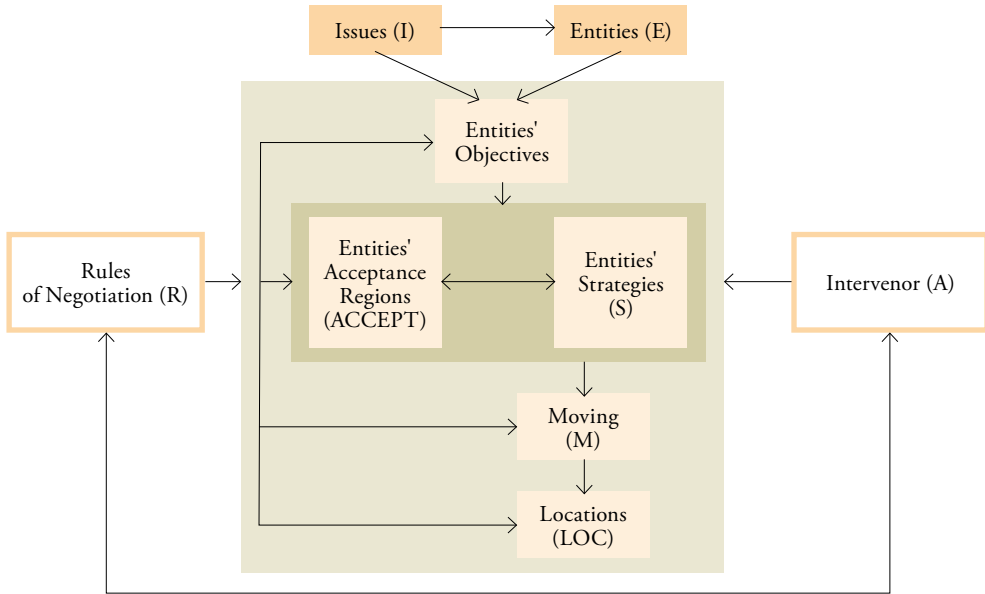 Issues (I)
Entities (E)
Entities'
Objectives
Rules
of Negotiation (R)
Entities'
Acceptance
Regions
(ACCEPT)
Entities'
Strategies
(S)
Intervenor (A)
Moving
(M)
Locations
(LOC)